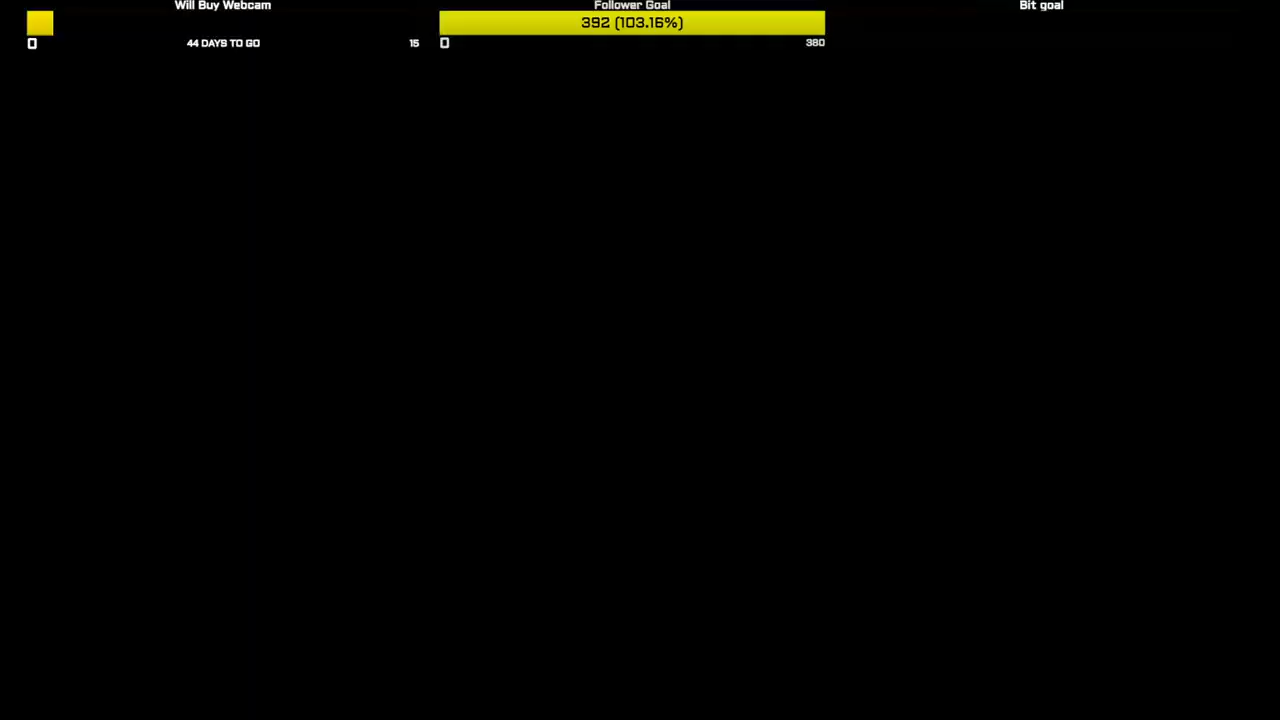 Will Buy Webcam
0 44 DAYS TO GO 15
Follower Goal
392 (103.16%)
0 380
Bit goal